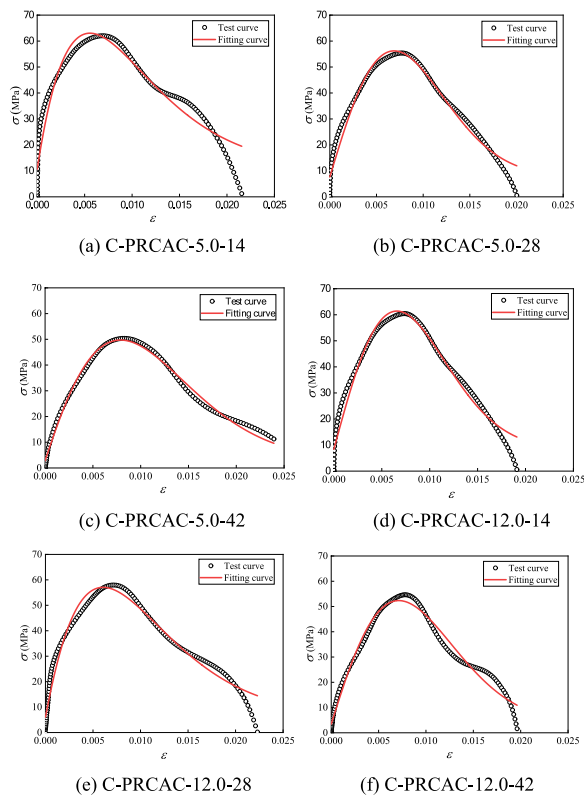 80
70
60
50
40
30
20
10
0
σ (MPa)
Test curve
Fitting curve
0.000 0.005 0.010 0.015 0.020 0.025
ε
(a) C-PRCAC-5.0-14
80
70
60
50
40
30
20
10
0
σ (MPa)
Test curve
Fitting curve
0.000 0.005 0.010 0.015 0.020 0.025
ε
(b) C-PRCAC-5.0-28
70
60
50
40
30
20
10
0
σ (MPa)
Test curve
Fitting curve
0.000 0.005 0.010 0.015 0.020 0.025
ε
(c) C-PRCAC-5.0-42
80
70
60
50
40
30
20
10
0
σ (MPa)
Test curve
Fitting curve
0.000 0.005 0.010 0.015 0.020 0.025
ε
(d) C-PRCAC-12.0-14
70
60
50
40
30
20
10
0
σ (MPa)
Test curve
Fitting curve
0.000 0.005 0.010 0.015 0.020 0.025
ε
(e) C-PRCAC-12.0-28
70
60
50
40
30
20
10
0
σ (MPa)
Test curve
Fitting curve
0.000 0.005 0.010 0.015 0.020 0.025
ε
(f) C-PRCAC-12.0-42